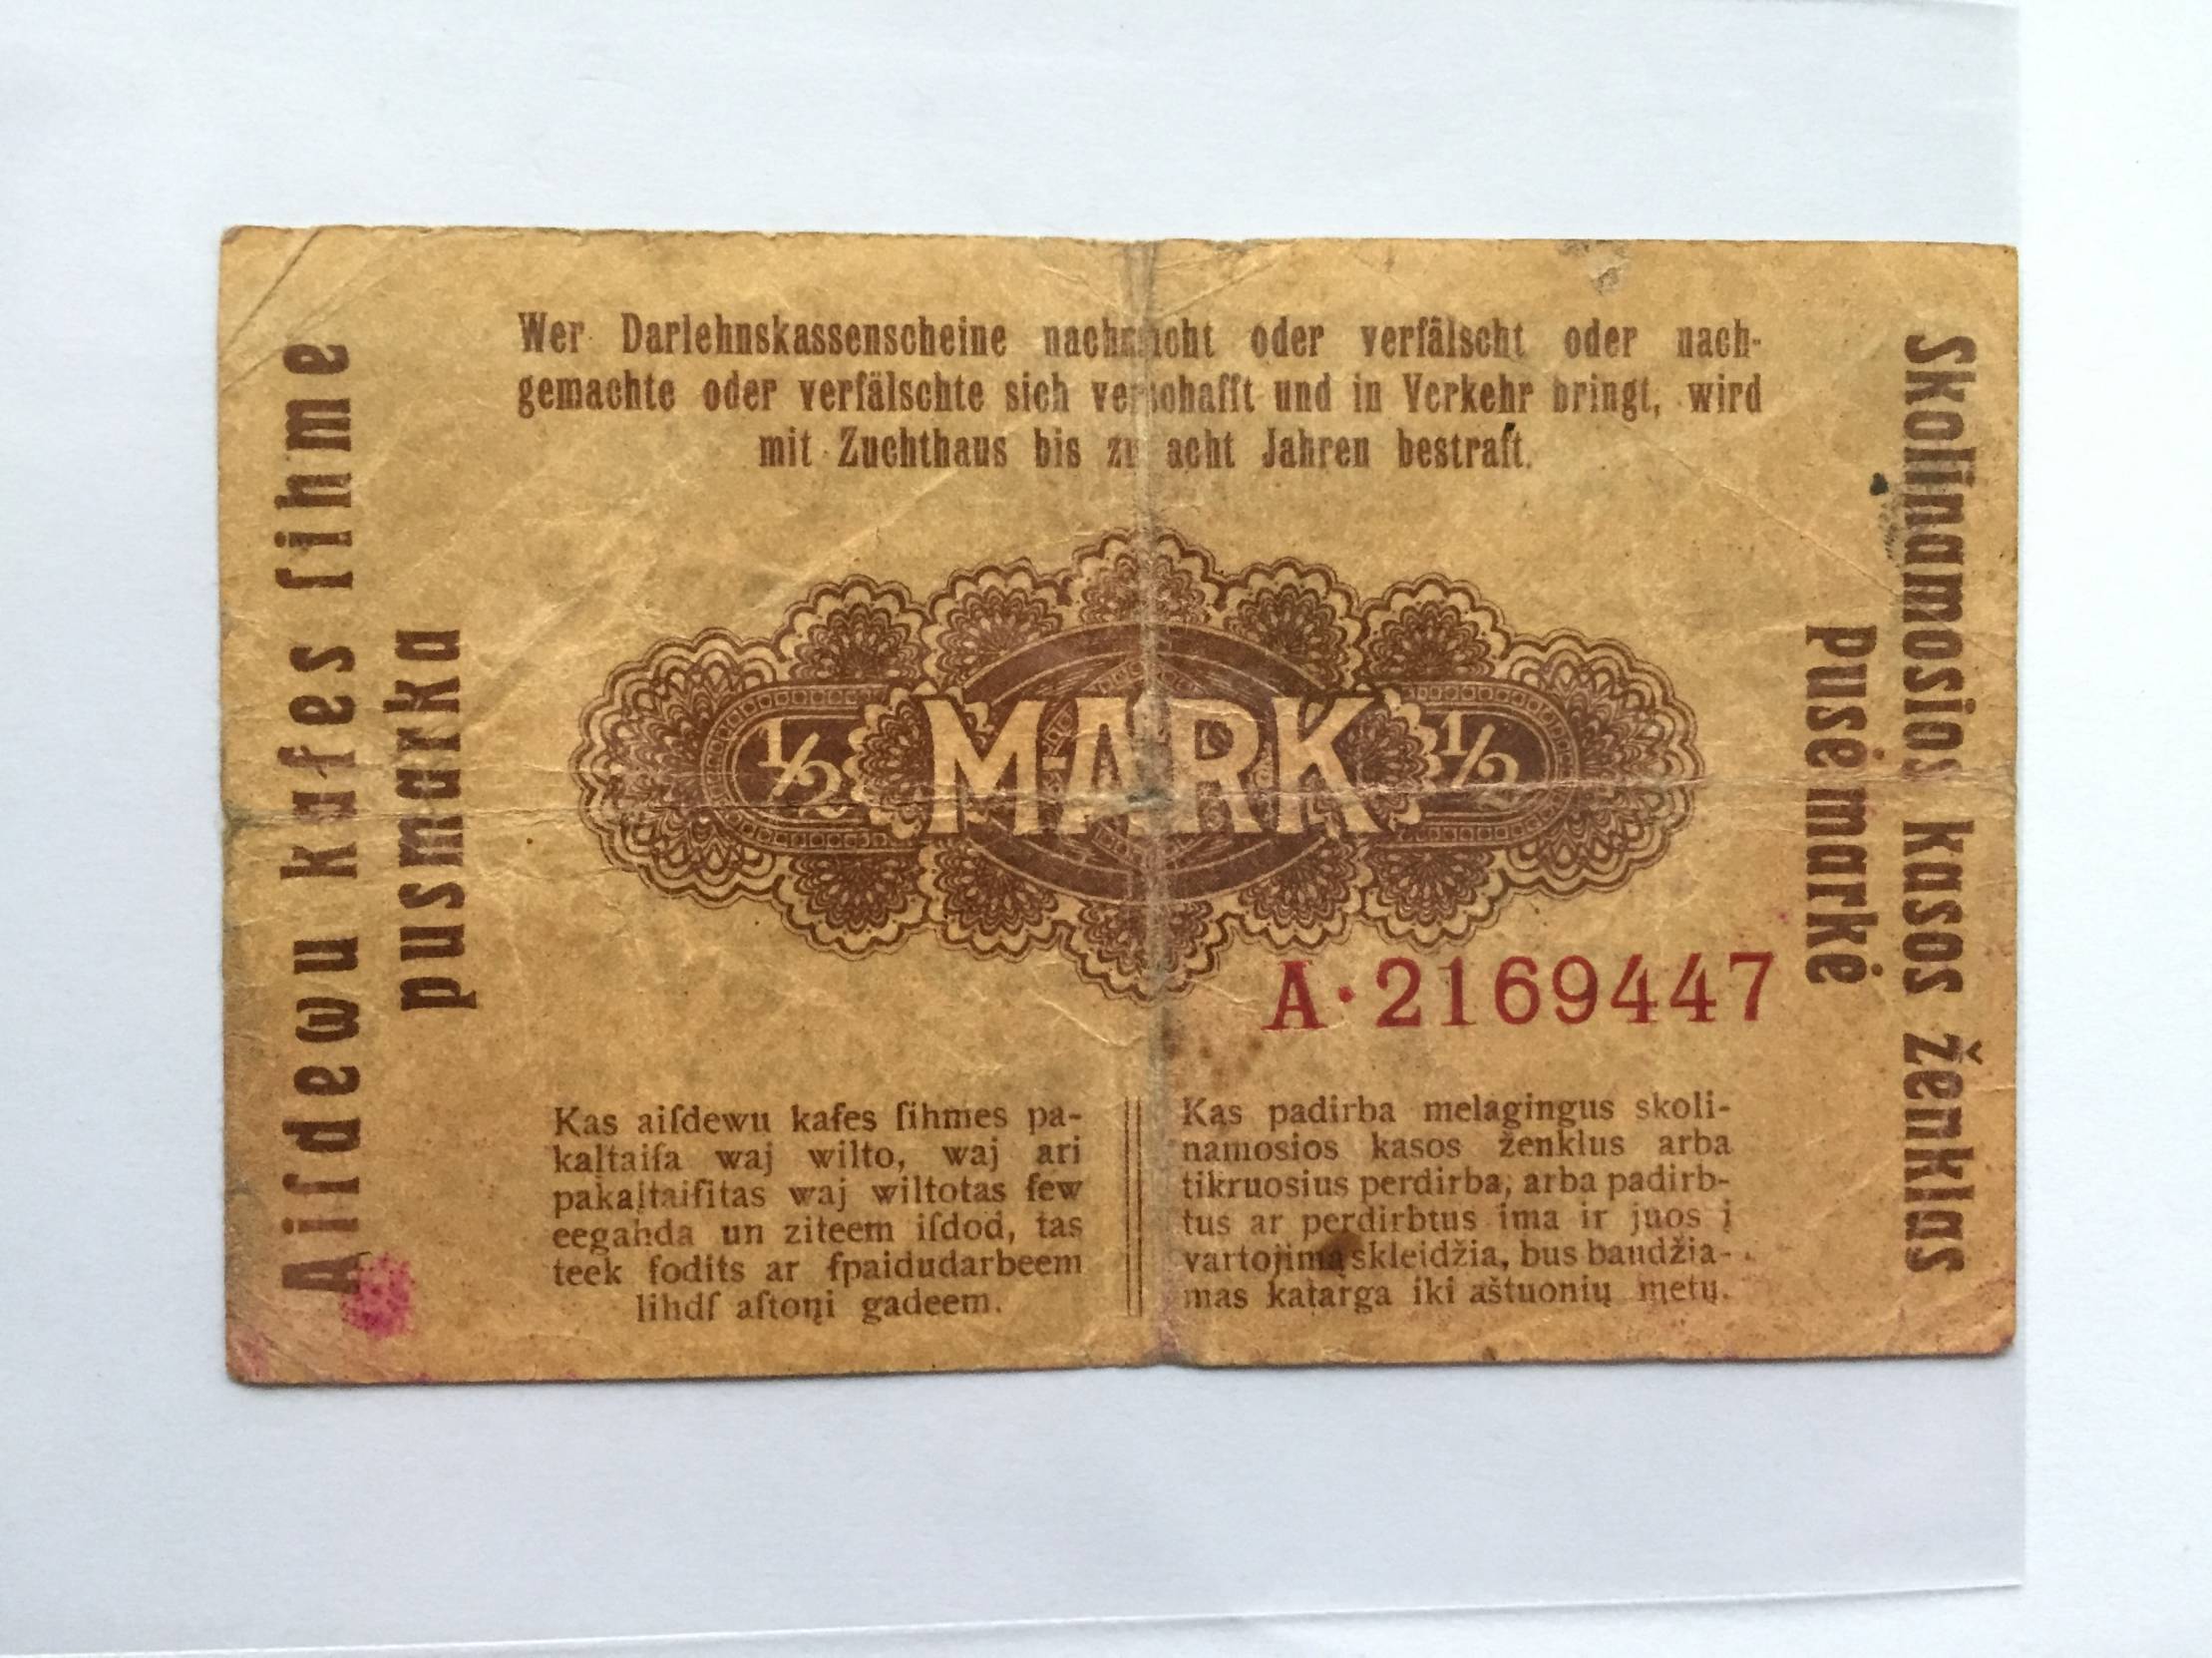 Wer Darlehnskassenscheine nachmacht oder verfälscht oder nach-
gemachte oder verfälschte sich verschafft und in Verkehr bringt, wird
mit Zuchthaus bis zu acht Jahren bestraft.
Aiſdewu kaſes ſihme
pusmarka
½ MARK ½
Skolinamosios kasos ženklas
Pusėmarkė
A·2169447
Kas aiſdewu kaſes ſihmes pa-
kaļtaiſa waj wilto, waj ari
pakaļtaiſitas waj wiltotas ſew
eegahda un ziteem iſdod, tas
teek ſodits ar ſpaidudarbeem
lihdſ aſtoņi gadeem.
Kas padirba melagingus skoli-
namosios kasos ženklus arba
tikruosius perdirba, arba padirb-
tus ar perdirbtus ima ir juos į
vartojimą skleidžia, bus baudžia-
mas katarga iki aštuonių metų.